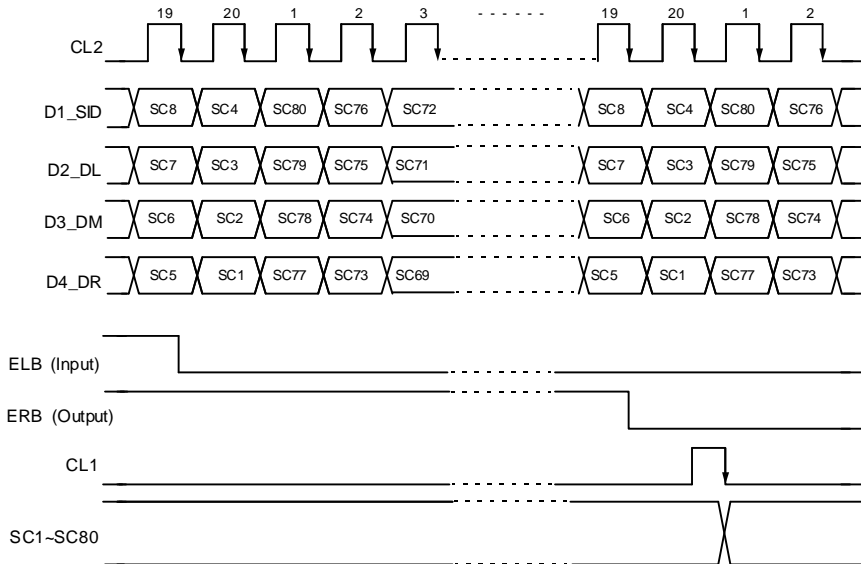 19 20 1 2 3 19 20 1 2
CL2
D1_SID SC8 SC4 SC80 SC76 SC72 SC8 SC4 SC80 SC76
D2_DL SC7 SC3 SC79 SC75 SC71 SC7 SC3 SC79 SC75
D3_DM SC6 SC2 SC78 SC74 SC70 SC6 SC2 SC78 SC74
D4_DR SC5 SC1 SC77 SC73 SC69 SC5 SC1 SC77 SC73
ELB (Input)
ERB (Output)
CL1
SC1~SC80